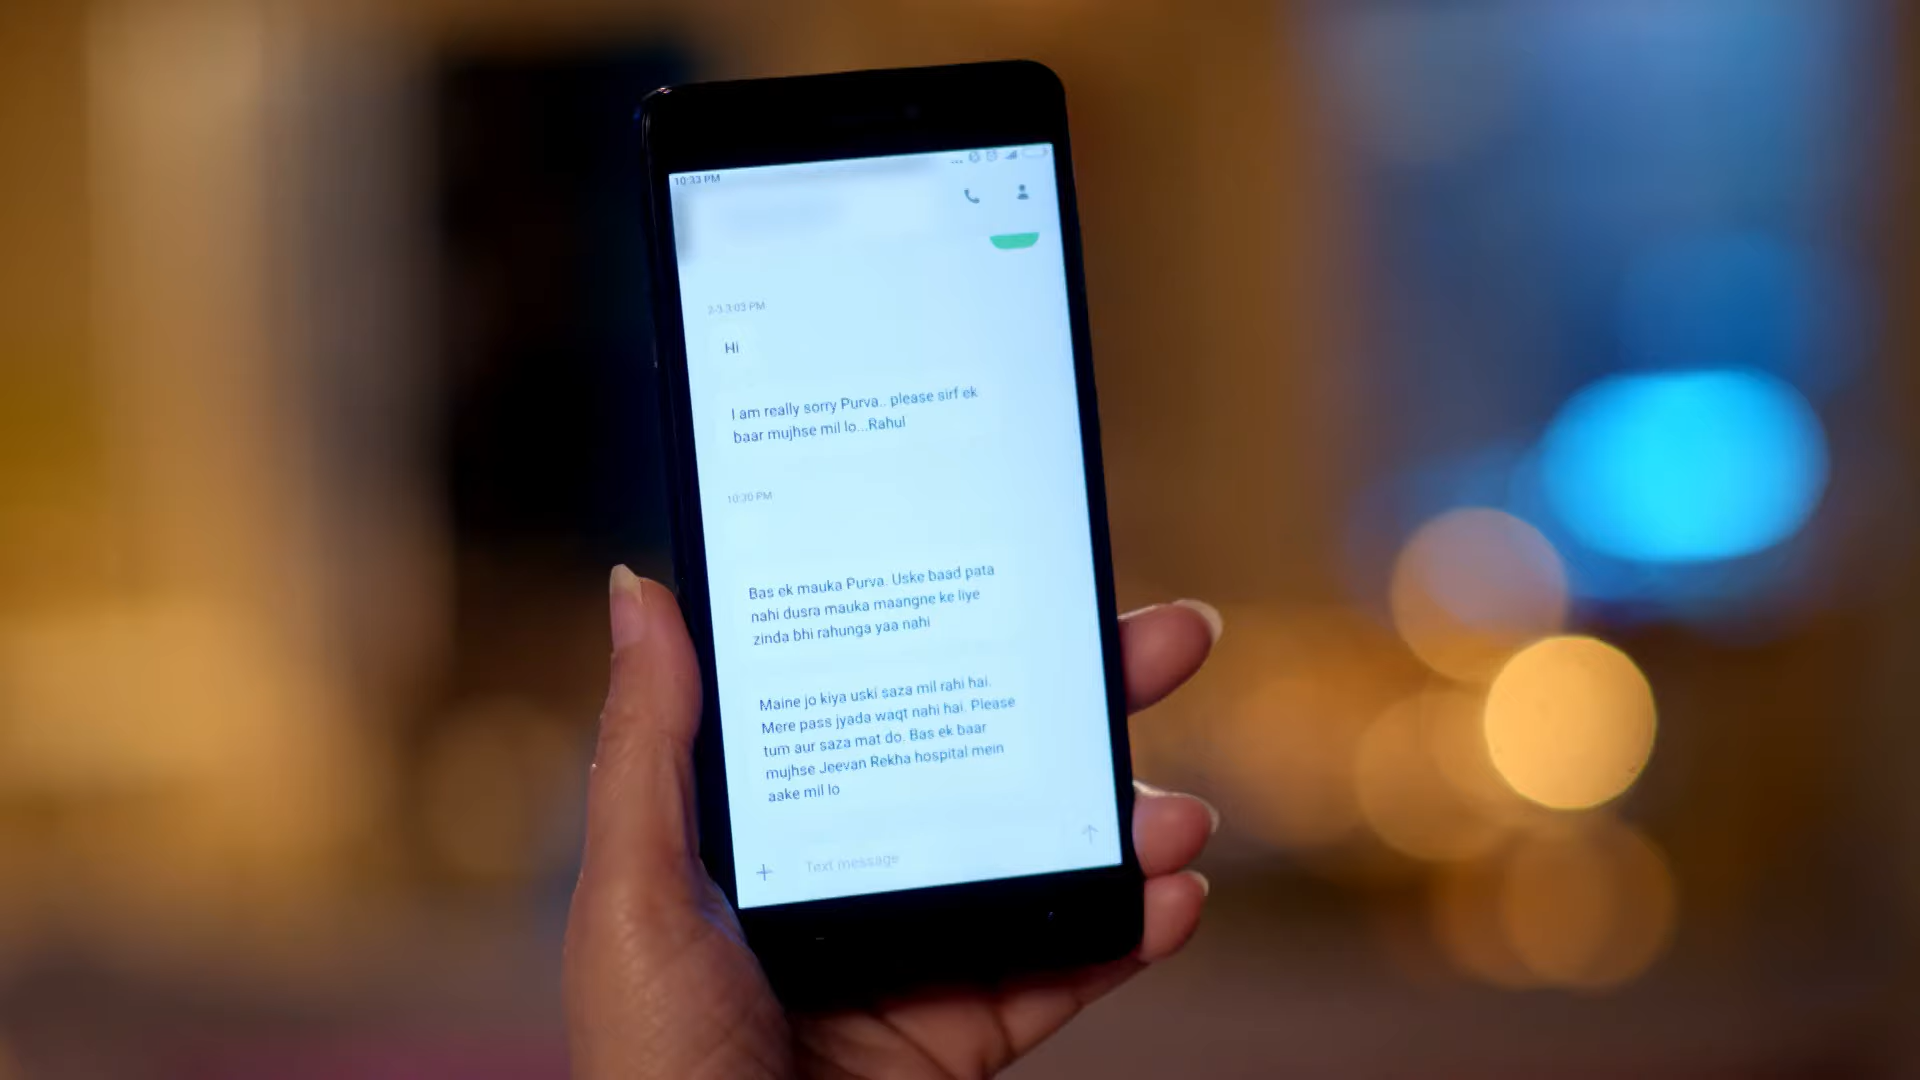 10:33 PM
2-3 3:03 PM
Hi
I am really sorry Purva.. please sirf ek
baar mujhse mil lo...Rahul
10:30 PM
Bas ek mauka Purva. Uske baad pata
nahi dusra mauka maangne ke liye
zinda bhi rahunga yaa nahi
Maine jo kiya uski saza mil rahi hai.
Mere pass jyada waqt nahi hai. Please
tum aur saza mat do. Bas ek baar
mujhse Jeevan Rekha hospital mein
aake mil lo
Text message